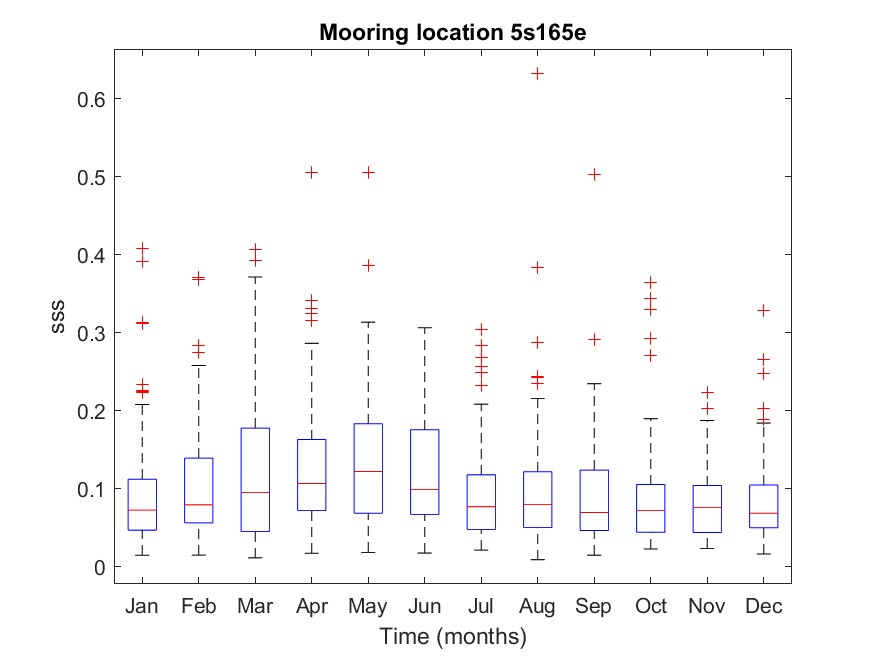 Mooring location 5s165e
0.6
0.5
0.4
0.3
0.2
0.1
0
sss
Jan Feb Mar Apr May Jun Jul Aug Sep Oct Nov Dec
Time (months)